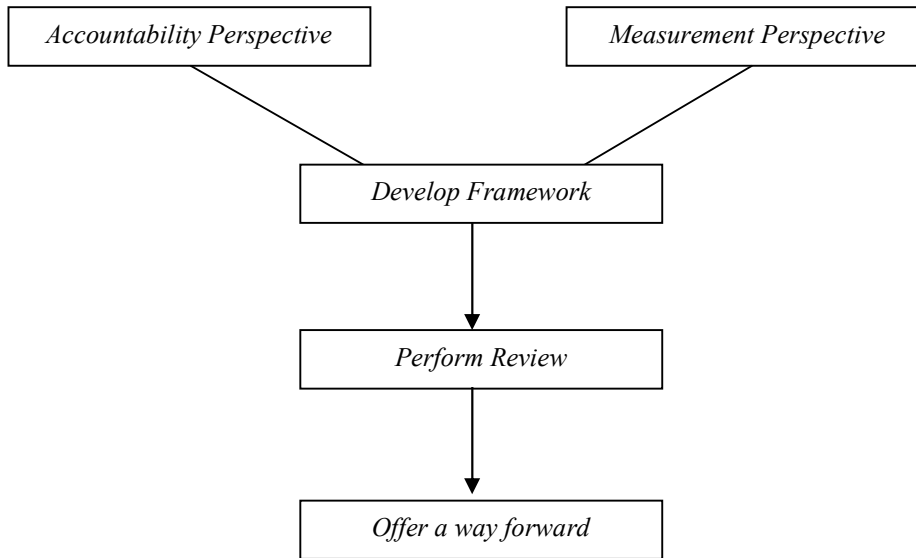 Accountability Perspective
Measurement Perspective
Develop Framework
Perform Review
Offer a way forward